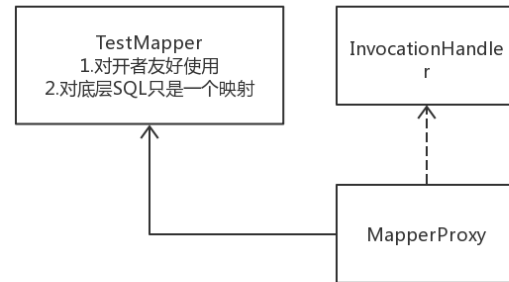 TestMapper
1.对开者友好使用
2.对底层SQL只是一个映射
InvocationHandle
r
MapperProxy